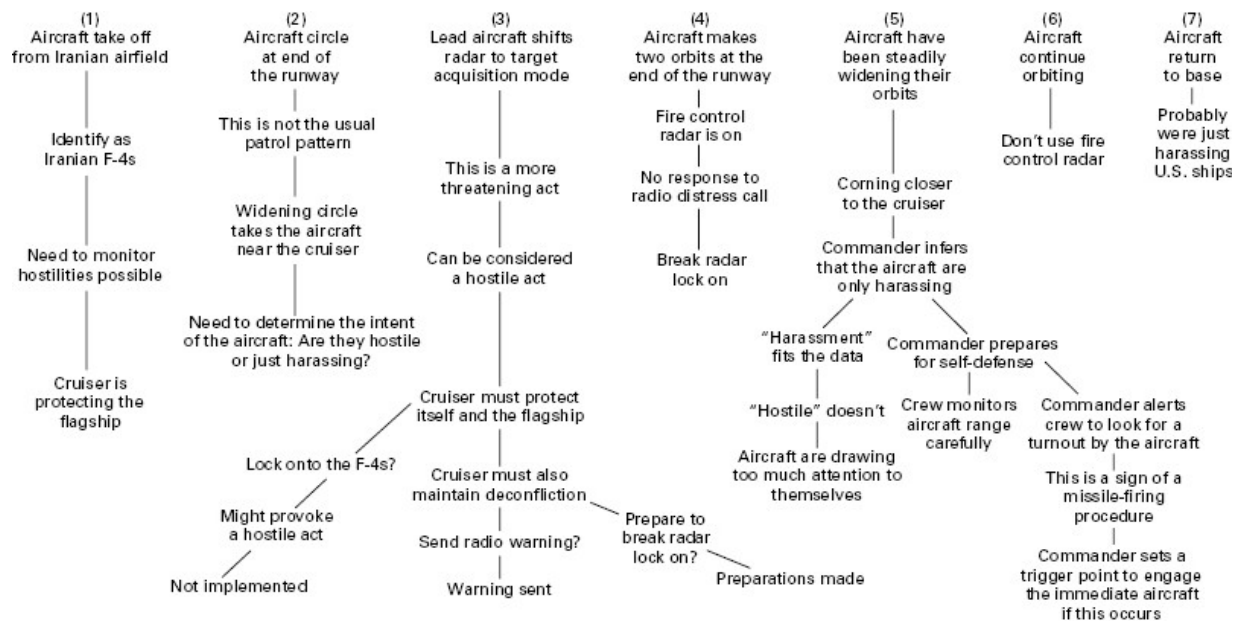 (1)
Aircraft take off
from Iranian airfield
Identify as
Iranian F-4s
Need to monitor
hostilities possible
Cruiser is
protecting the
flagship
(2)
Aircraft circle
at end of
the runway
This is not the usual
patrol pattern
Widening circle
takes the aircraft
near the cruiser
Need to determine the intent
of the aircraft: Are they hostile
or just harassing?
(3)
Lead aircraft shifts
radar to target
acquisition mode
This is a more
threatening act
Can be considered
a hostile act
Cruiser must protect
itself and the flagship
Lock onto the F-4s?
Might provoke
a hostile act
Not implemented
Cruiser must also
maintain deconfliction
Send radio warning?
Warning sent
Prepare to
break radar
lock on?
Preparations made
(4)
Aircraft makes
two orbits at the
end of the runway
Fire control
radar is on
No response to
radio distress call
Break radar
lock on
(5)
Aircraft have
been steadily
widening their
orbits
Corning closer
to the cruiser
Commander infers
that the aircraft are
only harassing
“Harassment”
fits the data
“Hostile” doesn’t
Aircraft are drawing
too much attention to
themselves
Commander prepares
for self-defense
Crew monitors
aircraft range
carefully
Commander alerts
crew to look for a
turnout by the aircraft
This is a sign of a
missile-firing
procedure
Commander sets a
trigger point to engage
the immediate aircraft
if this occurs
(6)
Aircraft
continue
orbiting
Don’t use fire
control radar
(7)
Aircraft
return
to base
Probably
were just
harassing
U.S. ships